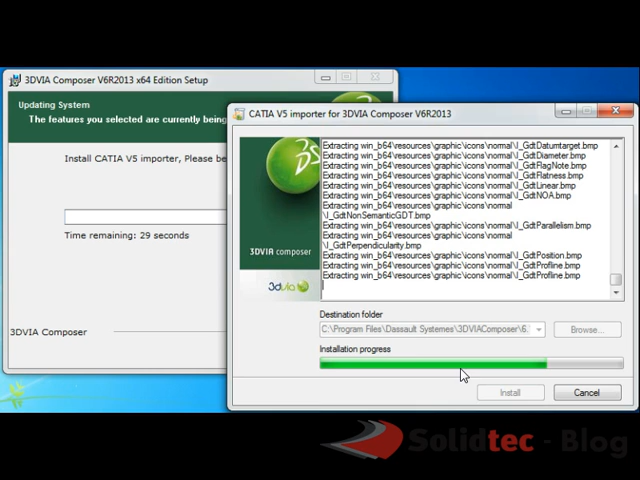 3DVIA Composer V6R2013 x64 Edition Setup
Updating System
The features you selected are currently being
Install CATIA V5 importer, Please be
Time remaining: 29 seconds
3DVIA Composer
CATIA V5 importer for 3DVIA Composer V6R2013
3DVIA composer
3dvia
Extracting win_b64\resources\graphic\icons\normal\I_GdtDatumtarget.bmp
Extracting win_b64\resources\graphic\icons\normal\I_GdtDiameter.bmp
Extracting win_b64\resources\graphic\icons\normal\I_GdtFlagNote.bmp
Extracting win_b64\resources\graphic\icons\normal\I_GdtFlatness.bmp
Extracting win_b64\resources\graphic\icons\normal\I_GdtLinear.bmp
Extracting win_b64\resources\graphic\icons\normal\I_GdtNOA.bmp
Extracting win_b64\resources\graphic\icons\normal
\I_GdtNonSemanticGDT.bmp
Extracting win_b64\resources\graphic\icons\normal\I_GdtParallelism.bmp
Extracting win_b64\resources\graphic\icons\normal
\I_GdtPerpendicularity.bmp
Extracting win_b64\resources\graphic\icons\normal\I_GdtPosition.bmp
Extracting win_b64\resources\graphic\icons\normal\I_GdtProfline.bmp
Extracting win_b64\resources\graphic\icons\normal\I_GdtProfline.bmp
Destination folder
C:\Program Files\Dassault Systemes\3DVIAComposer\6.
Browse...
Installation progress
Install
Cancel
Solidtec - Blog